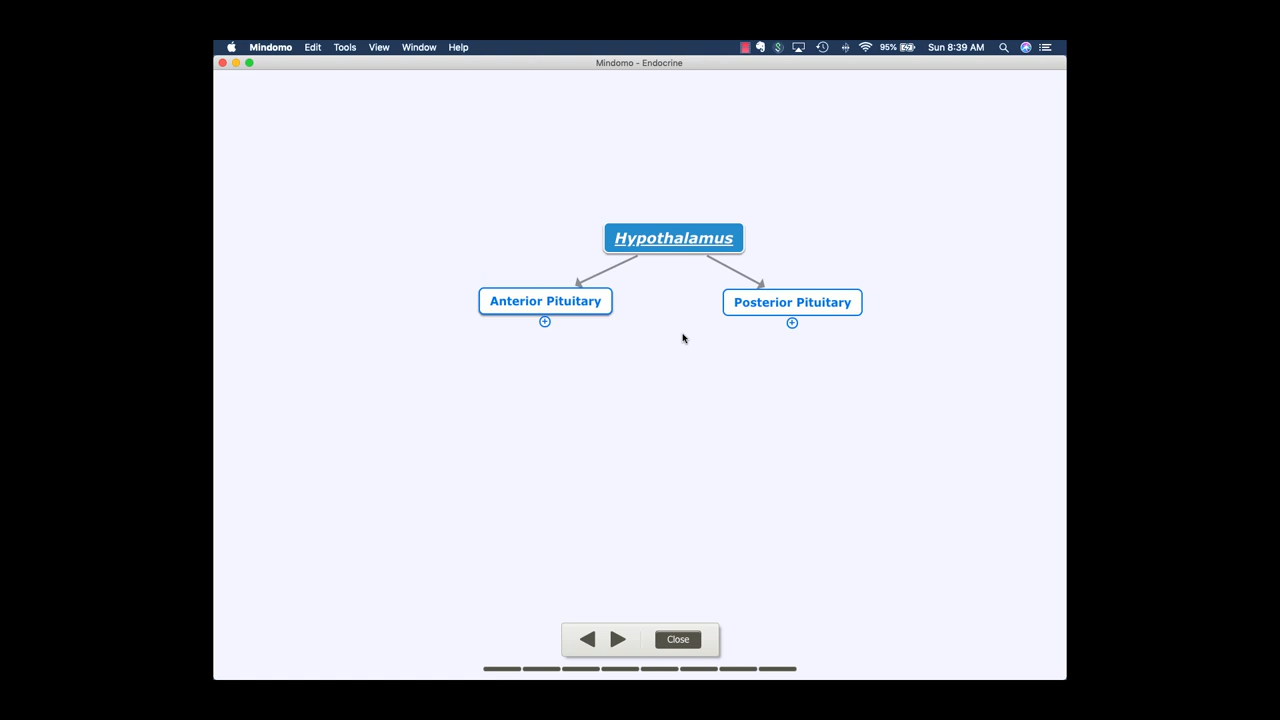 Mindomo Edit Tools View Window Help 95% Sun 8:39 AM
Mindomo - Endocrine
Hypothalamus
Anterior Pituitary
Posterior Pituitary
Close